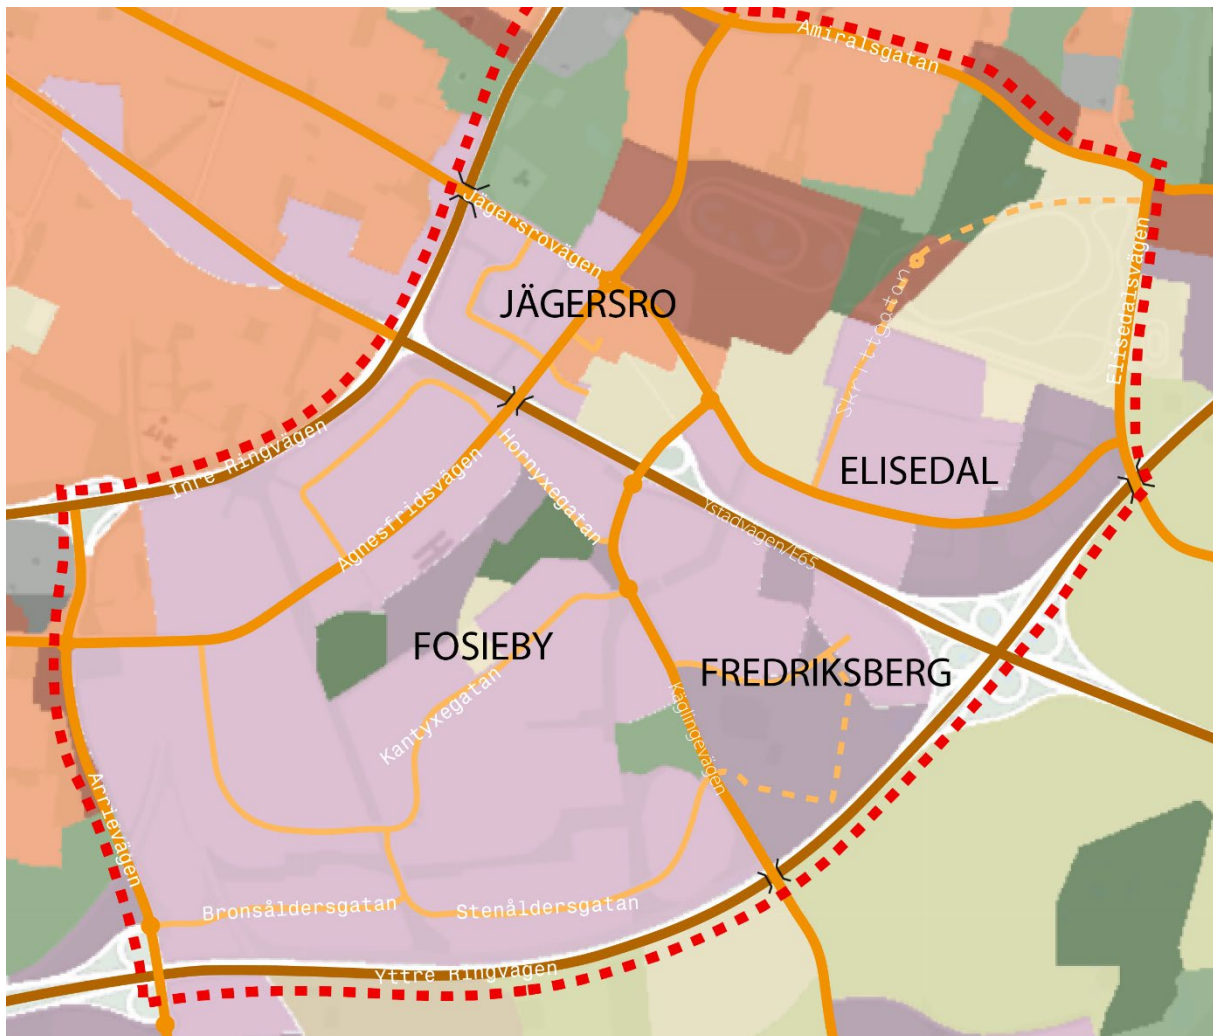 Amiralsgatan
Jägersrovägen
JÄGERSRO
Elisedalsvägen
Skrittgatan
Inre Ringvägen
Agnesfridsvägen
Hornyxegatan
ELISEDAL
Ystadvägen/E65
FOSIEBY
FREDRIKSBERG
Kantyxegatan
Käglingevägen
Arrievägen
Bronsåldersgatan
Stenåldersgatan
Yttre Ringvägen